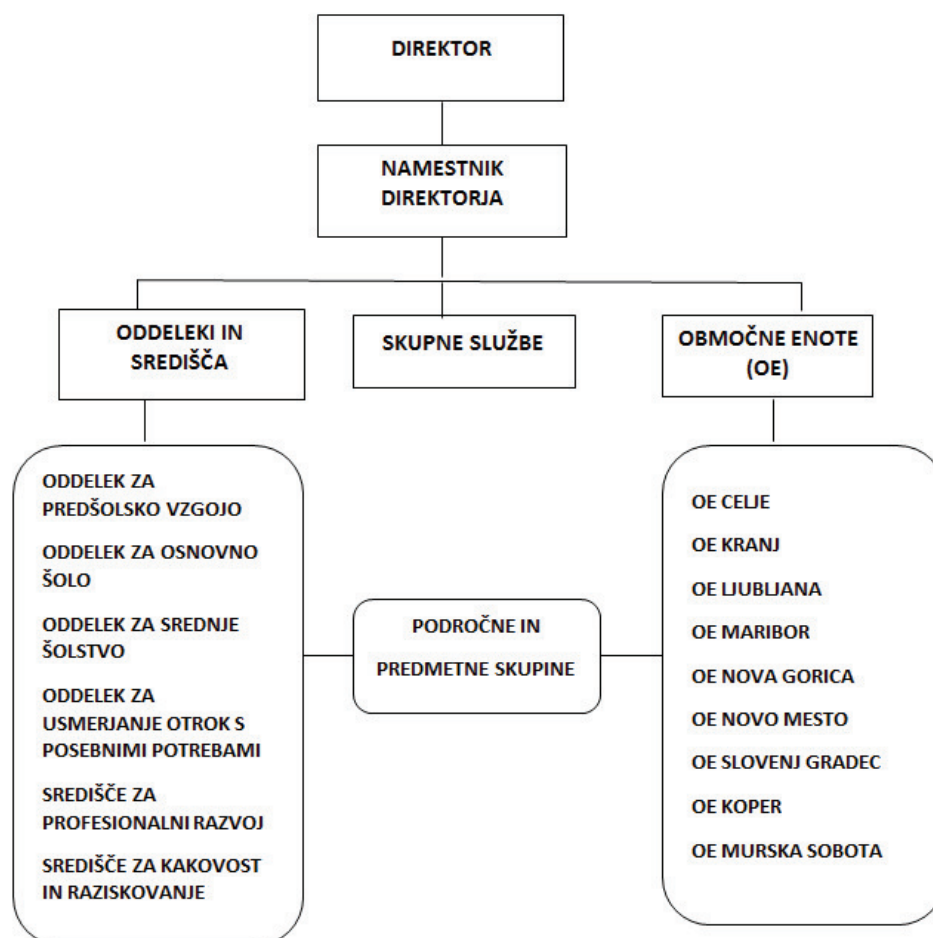 DIREKTOR
NAMESTNIK
DIREKTORJA
ODDELEKI IN
SREDIŠČA
SKUPNE SLUŽBE
OBMOČNE ENOTE
(OE)
ODDELEK ZA
PREDŠOLSKO VZGOJO
ODDELEK ZA OSNOVNO
ŠOLO
ODDELEK ZA SREDNJE
ŠOLSTVO
ODDELEK ZA
USMERJANJE OTROK S
POSEBNIMI POTREBAMI
SREDIŠČE ZA
PROFESIONALNI RAZVOJ
SREDIŠČE ZA KAKOVOST
IN RAZISKOVANJE
PODROČNE IN
PREDMETNE SKUPINE
OE CELJE
OE KRANJ
OE LJUBLJANA
OE MARIBOR
OE NOVA GORICA
OE NOVO MESTO
OE SLOVENJ GRADEC
OE KOPER
OE MURSKA SOBOTA